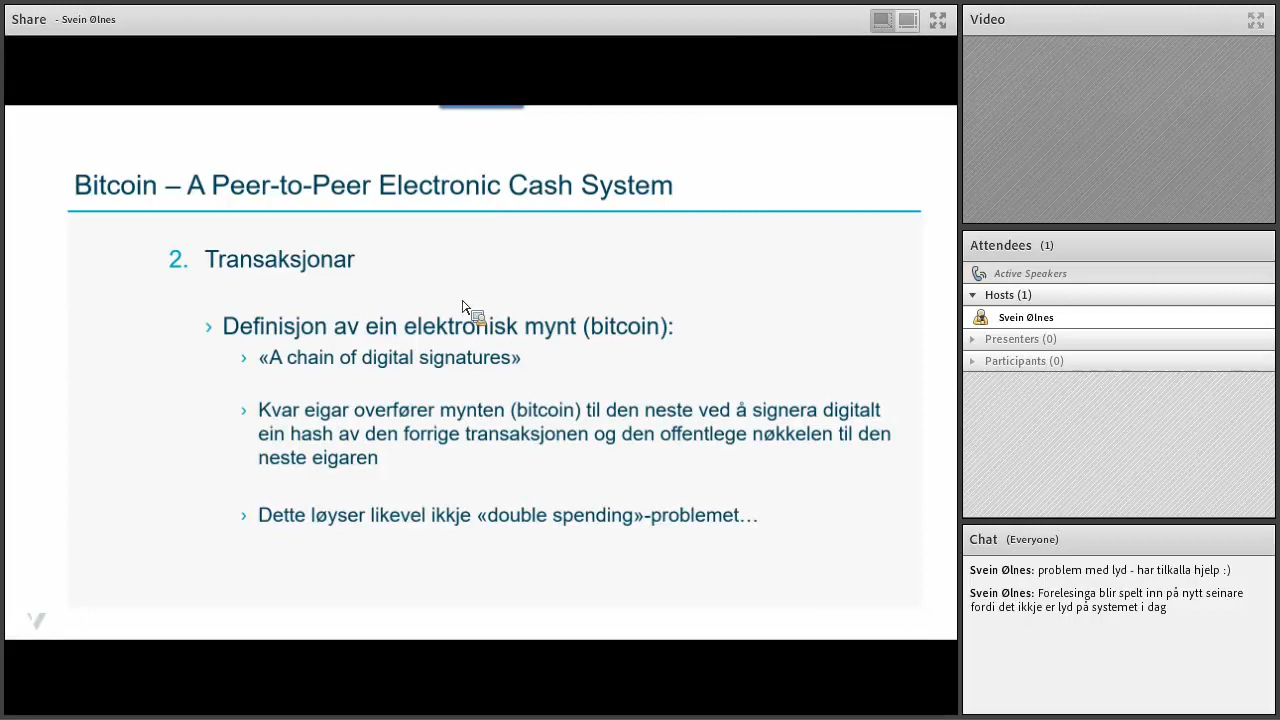 Share - Svein Ølnes
Bitcoin – A Peer-to-Peer Electronic Cash System
2. Transaksjonar
› Definisjon av ein elektronisk mynt (bitcoin):
› «A chain of digital signatures»
› Kvar eigar overfører mynten (bitcoin) til den neste ved å signera digitalt
ein hash av den forrige transaksjonen og den offentlege nøkkelen til den
neste eigaren
› Dette løyser likevel ikkje «double spending»-problemet…
Video
Attendees (1)
Active Speakers
Hosts (1)
Svein Ølnes
Presenters (0)
Participants (0)
Chat (Everyone)
Svein Ølnes: problem med lyd - har tilkalla hjelp :)
Svein Ølnes: Forelesinga blir spelt inn på nytt seinare
fordi det ikkje er lyd på systemet i dag